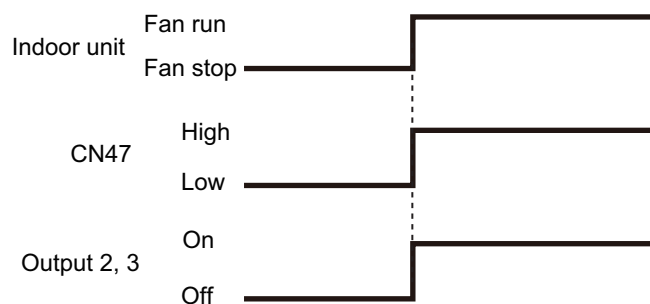 Indoor unit
Fan run
Fan stop
CN47
High
Low
Output 2, 3
On
Off